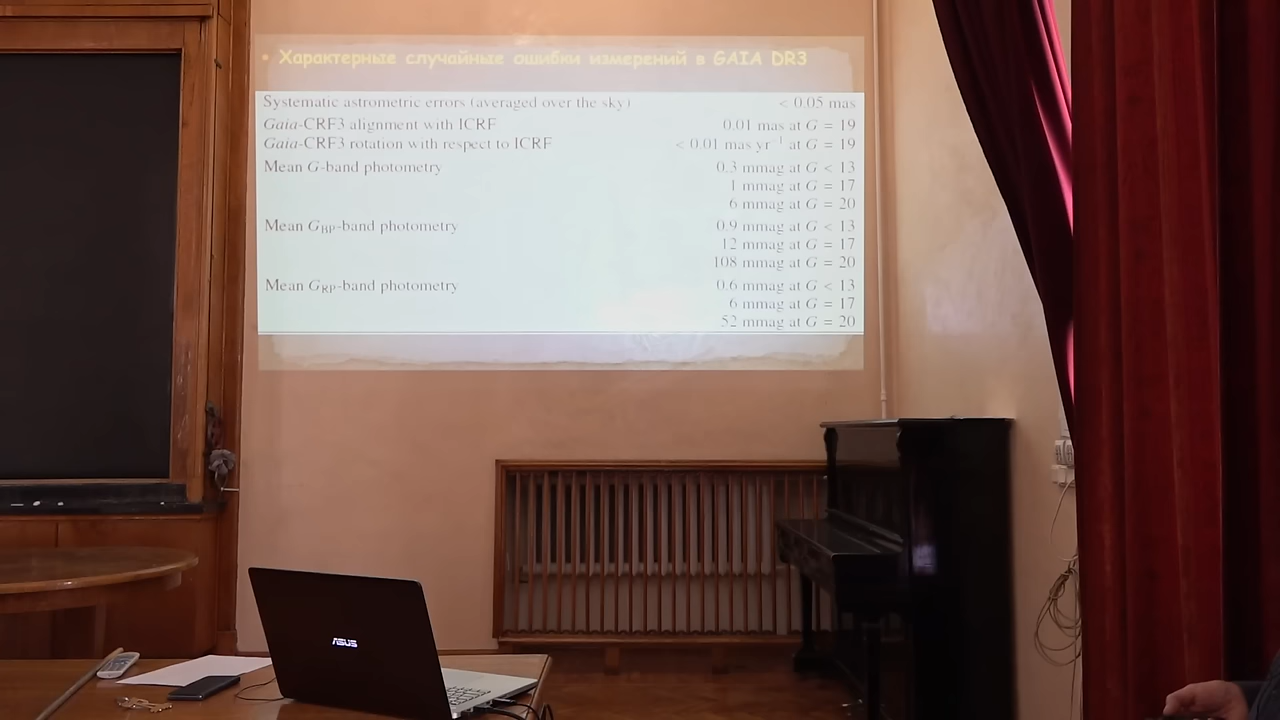 • Характерные случайные ошибки измерений в GAIA DR3
Systematic astrometric errors (averaged over the sky) < 0.05 mas
Gaia-CRF3 alignment with ICRF 0.01 mas at G = 19
Gaia-CRF3 rotation with respect to ICRF < 0.01 mas yr⁻¹ at G = 19
Mean G-band photometry 0.3 mmag at G < 13
1 mmag at G = 17
6 mmag at G = 20
Mean G_BP-band photometry 0.9 mmag at G < 13
12 mmag at G = 17
108 mmag at G = 20
Mean G_RP-band photometry 0.6 mmag at G < 13
6 mmag at G = 17
52 mmag at G = 20
ASUS